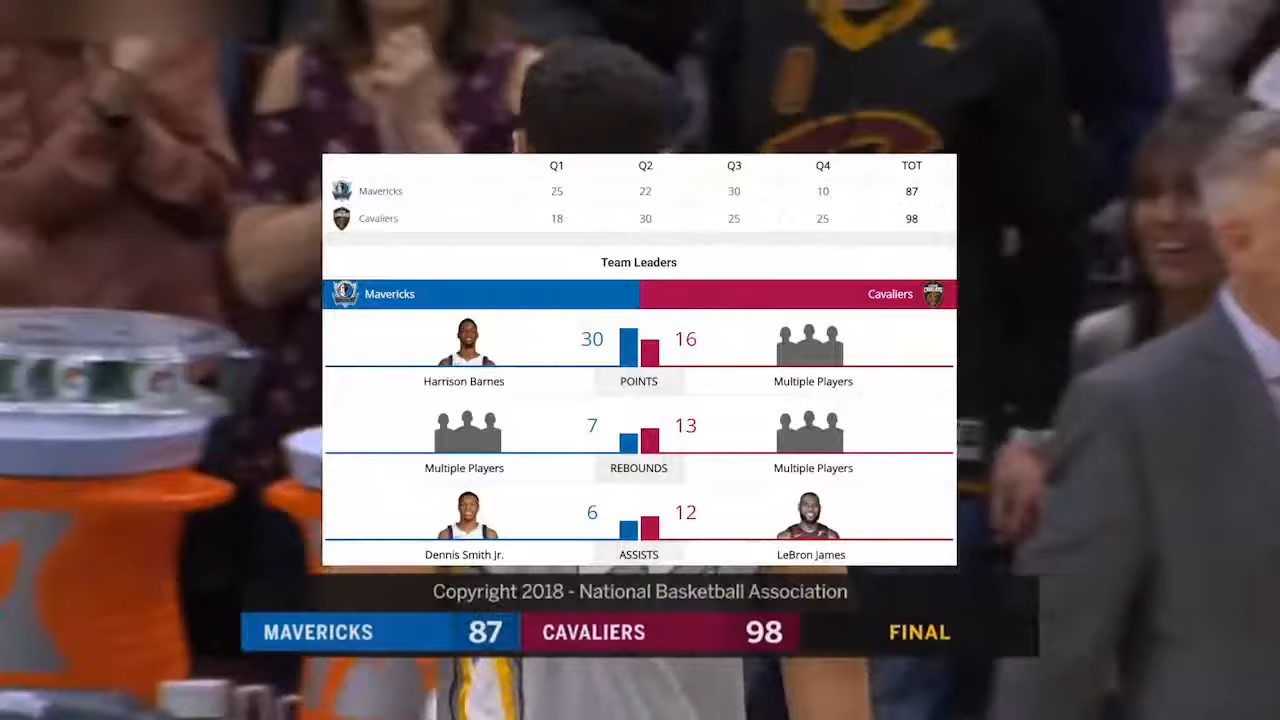 Q1 Q2 Q3 Q4 TOT
Mavericks 25 22 30 10 87
Cavaliers 18 30 25 25 98
Team Leaders
Mavericks Cavaliers
30 16
Harrison Barnes POINTS Multiple Players
7 13
Multiple Players REBOUNDS Multiple Players
6 12
Dennis Smith Jr. ASSISTS LeBron James
Copyright 2018 - National Basketball Association
MAVERICKS 87 CAVALIERS 98 FINAL